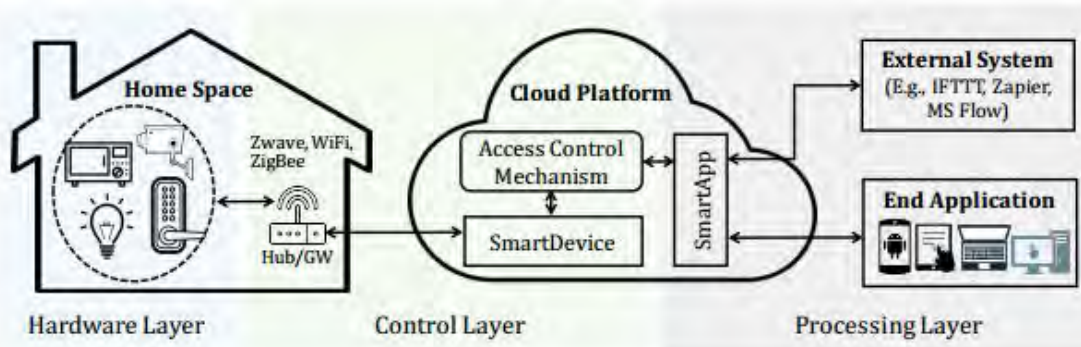 Home Space
Zwave, WiFi,
ZigBee
Hub/GW
Cloud Platform
Access Control
Mechanism
SmartDevice
SmartApp
External System
(E.g., IFTTT, Zapier,
MS Flow)
End Application
Hardware Layer
Control Layer
Processing Layer